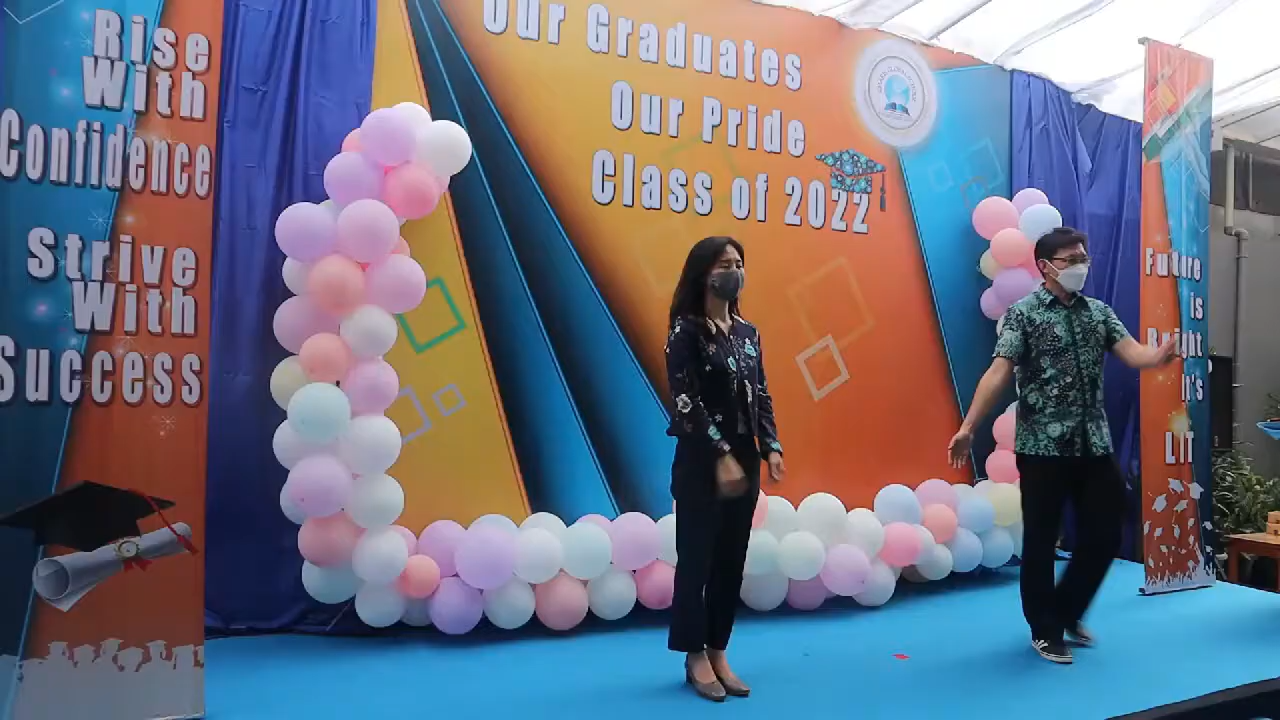 Rise
With
Confidence
Strive
With
Success
Our Graduates
Our Pride
Class of 2022
Future
is
Bright
it's
LIT